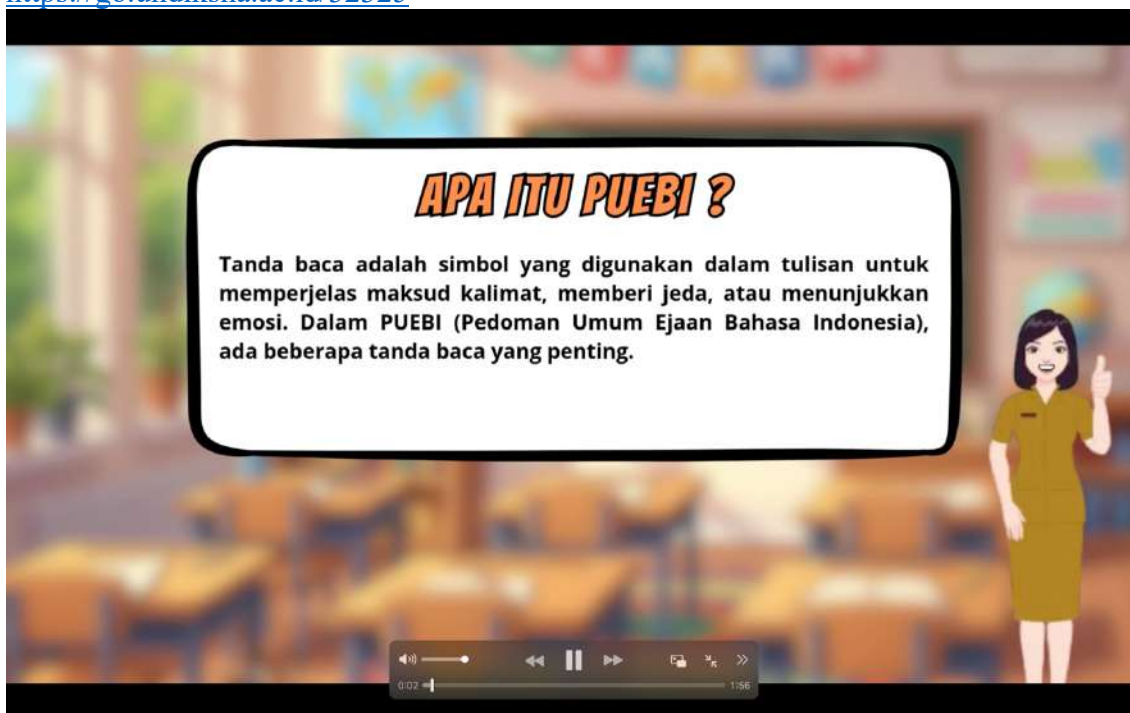 APA ITU PUEBI ?
Tanda baca adalah simbol yang digunakan dalam tulisan untuk
memperjelas maksud kalimat, memberi jeda, atau menunjukkan
emosi. Dalam PUEBI (Pedoman Umum Ejaan Bahasa Indonesia),
ada beberapa tanda baca yang penting.
0:02
1:56